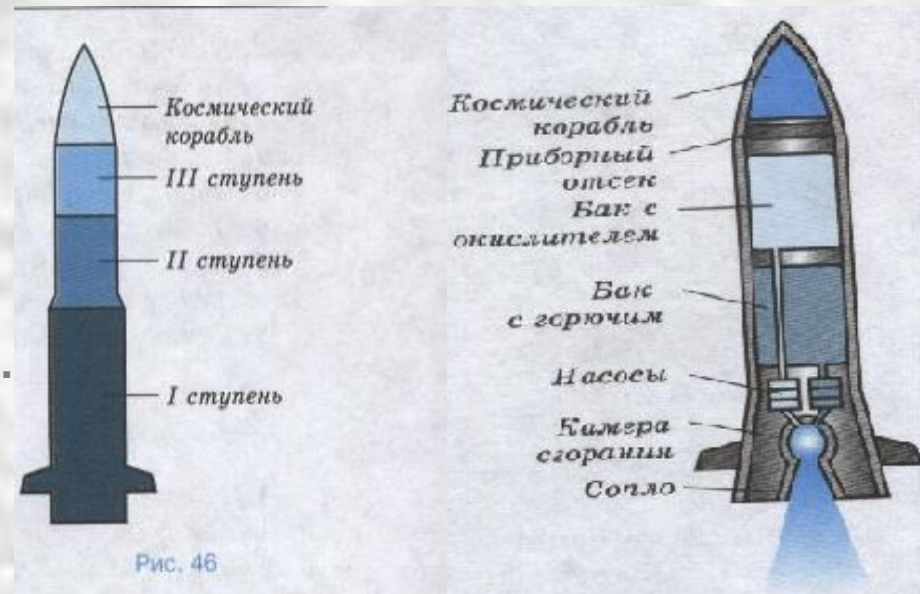 Космический
корабль
III ступень
II ступень
I ступень
Рис. 46
Космический
корабль
Приборный
отсек
Бак с
окислителем
Бак
с горючим
Насосы
Камера
сгорания
Сопло